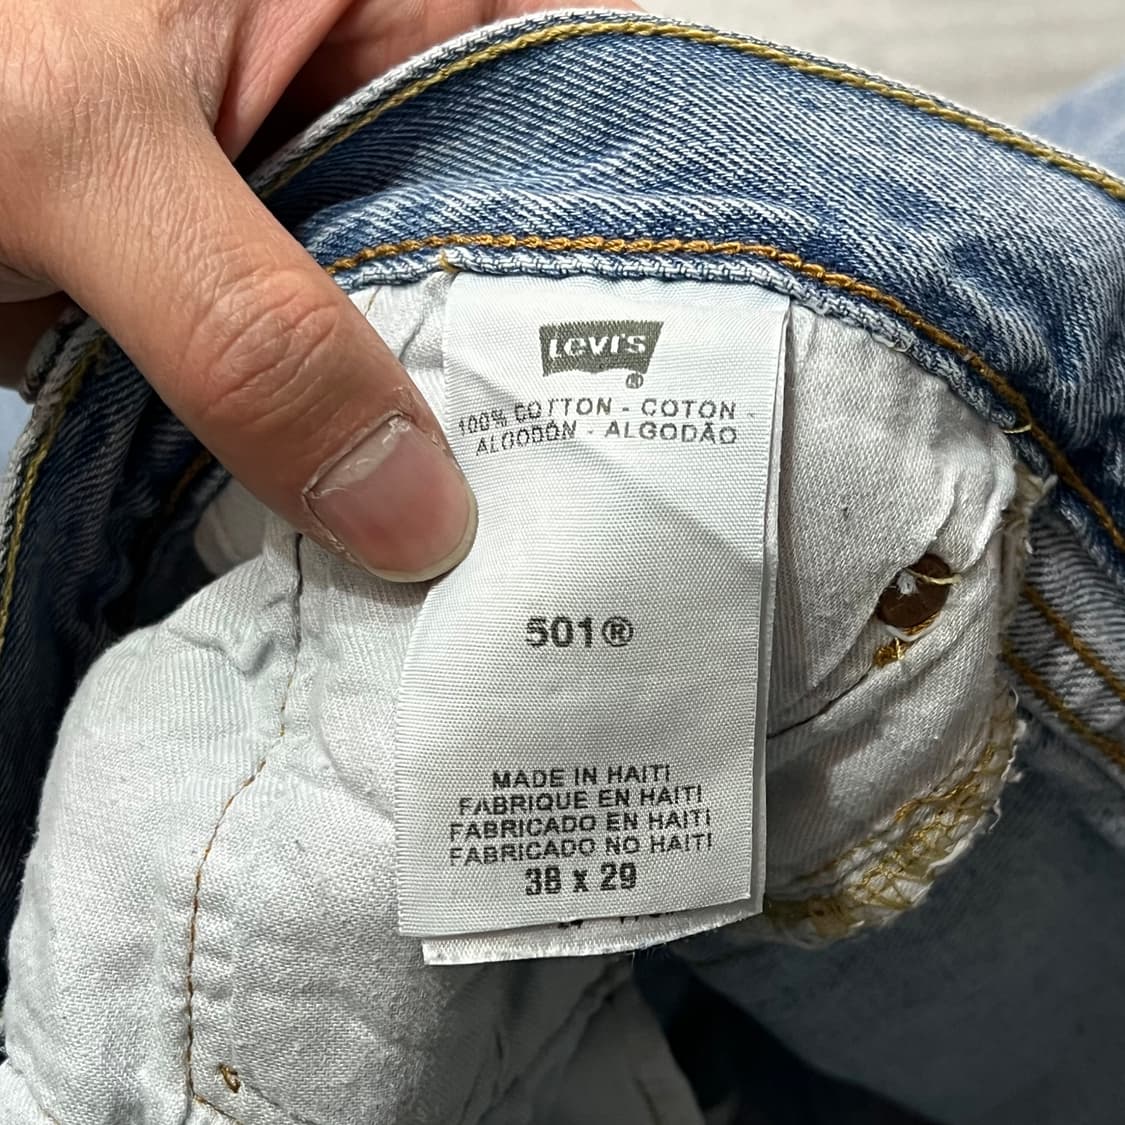 Levi's
100% COTTON - COTON -
ALGODÓN - ALGODÃO
501®
MADE IN HAITI
FABRIQUE EN HAITI
FABRICADO EN HAITI
FABRICADO NO HAITI
38 x 29